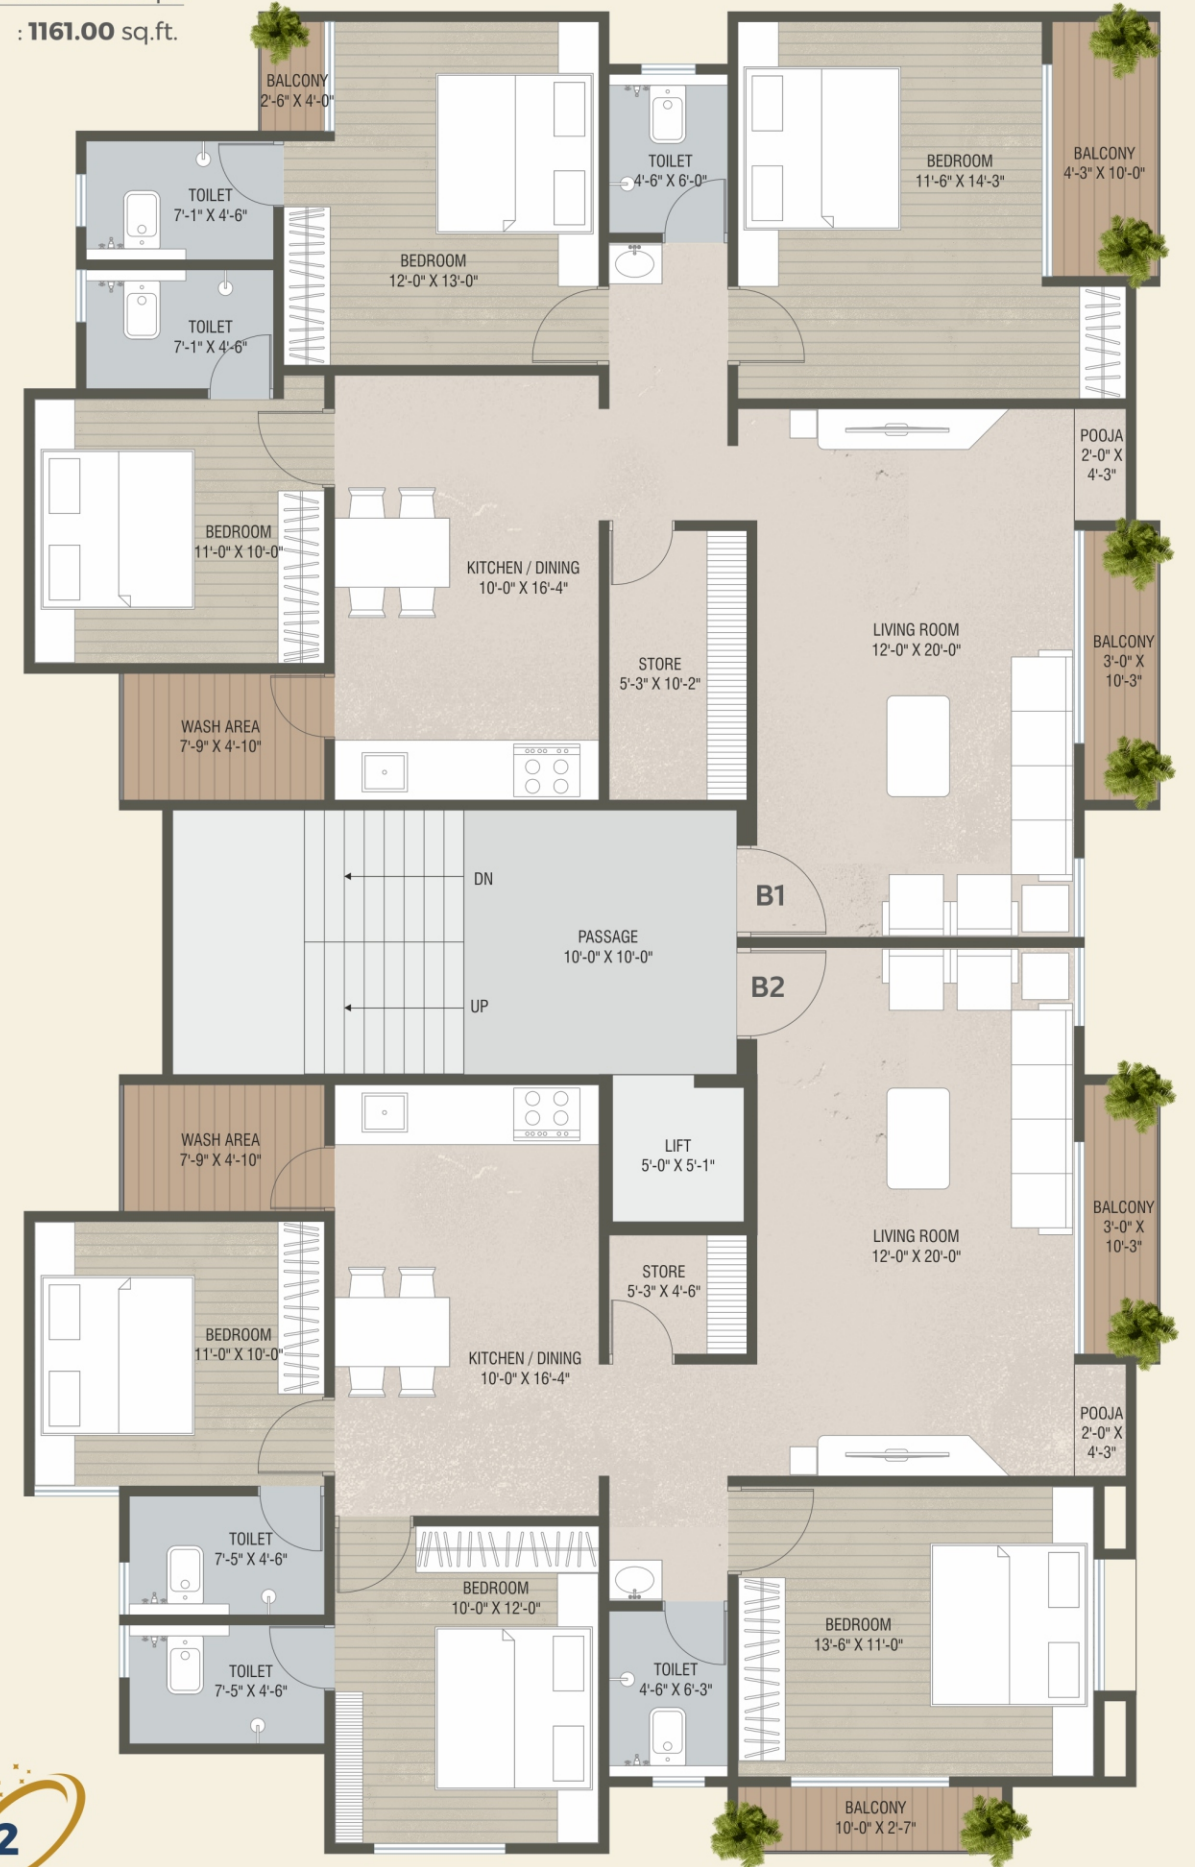 : 1161.00 sq.ft.
BALCONY
2'-6" X 4'-0"
TOILET
7'-1" X 4'-6"
BEDROOM
12'-0" X 13'-0"
TOILET
4'-6" X 6'-0"
BEDROOM
11'-6" X 14'-3"
BALCONY
4'-3" X 10'-0"
TOILET
7'-1" X 4'-6"
POOJA
2'-0" X
4'-3"
BEDROOM
11'-0" X 10'-0"
KITCHEN / DINING
10'-0" X 16'-4"
STORE
5'-3" X 10'-2"
LIVING ROOM
12'-0" X 20'-0"
BALCONY
3'-0" X
10'-3"
WASH AREA
7'-9" X 4'-10"
DN
B1
PASSAGE
10'-0" X 10'-0"
B2
UP
WASH AREA
7'-9" X 4'-10"
LIFT
5'-0" X 5'-1"
BALCONY
3'-0" X
10'-3"
LIVING ROOM
12'-0" X 20'-0"
STORE
5'-3" X 4'-6"
BEDROOM
11'-0" X 10'-0"
KITCHEN / DINING
10'-0" X 16'-4"
POOJA
2'-0" X
4'-3"
TOILET
7'-5" X 4'-6"
BEDROOM
10'-0" X 12'-0"
BEDROOM
13'-6" X 11'-0"
TOILET
7'-5" X 4'-6"
TOILET
4'-6" X 6'-3"
BALCONY
10'-0" X 2'-7"
2